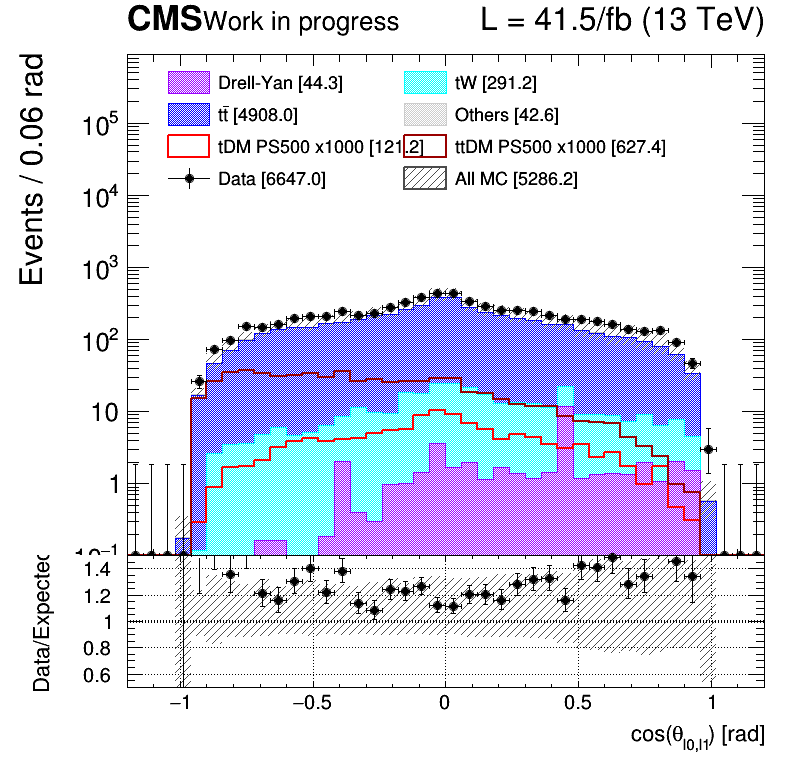 CMS Work in progress L = 41.5/fb (13 TeV)
Events / 0.06 rad
Drell-Yan [44.3] tW [291.2]
tt̄ [4908.0] Others [42.6]
tDM PS500 x1000 [121.2] ttDM PS500 x1000 [627.4]
Data [6647.0] All MC [5286.2]
10⁵
10⁴
10³
10²
10
1
10⁻¹
Data/Expected
1.4
1.2
1
0.8
0.6
−1 −0.5 0 0.5 1
cos(θ_l0,l1) [rad]